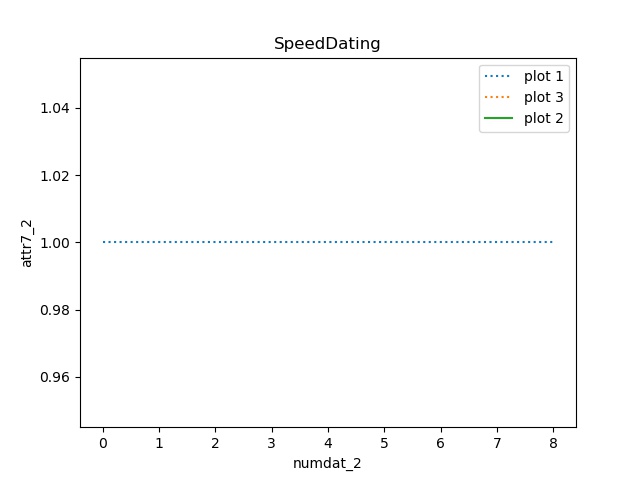 SpeedDating
plot 1
plot 3
plot 2
1.04
1.02
1.00
0.98
0.96
attr7_2
0 1 2 3 4 5 6 7 8
numdat_2